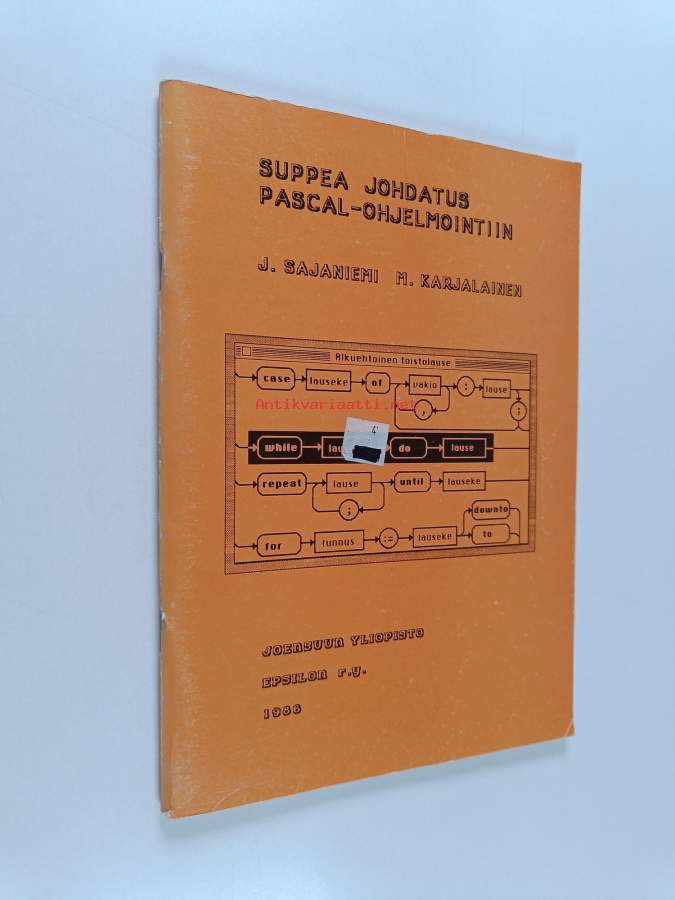 SUPPEA JOHDATUS
PASCAL-OHJELMOINTIIN
J. SAJANIEMI M. KARJALAINEN
Alkuehtoinen toistolause
case lauseke of vakio : lause
, ;
Antikvariaatti.net
4
while do lause
repeat lause until lauseke
;
for tunnus := lauseke downto
to
JOENSUUN YLIOPISTO
EPSILON r.y.
1986